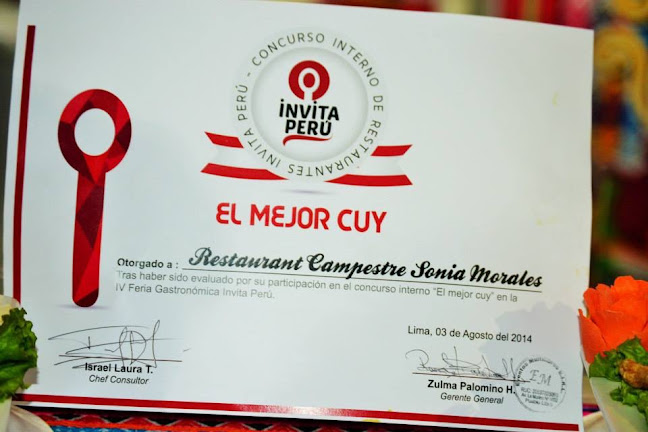 CONCURSO INTERNO DE RESTAURANTES INVITA PERÚ -
INVITA
PERÚ
EL MEJOR CUY
Otorgado a : Restaurant Campestre Sonia Morales
Tras haber sido evaluado por su participación en el concurso interno "El mejor cuy" en la
IV Feria Gastronómica Invita Perú.
Lima, 03 de Agosto del 2014
Israel Laura T.
Chef Consultor
Zulma Palomino H.
Gerente General
EM